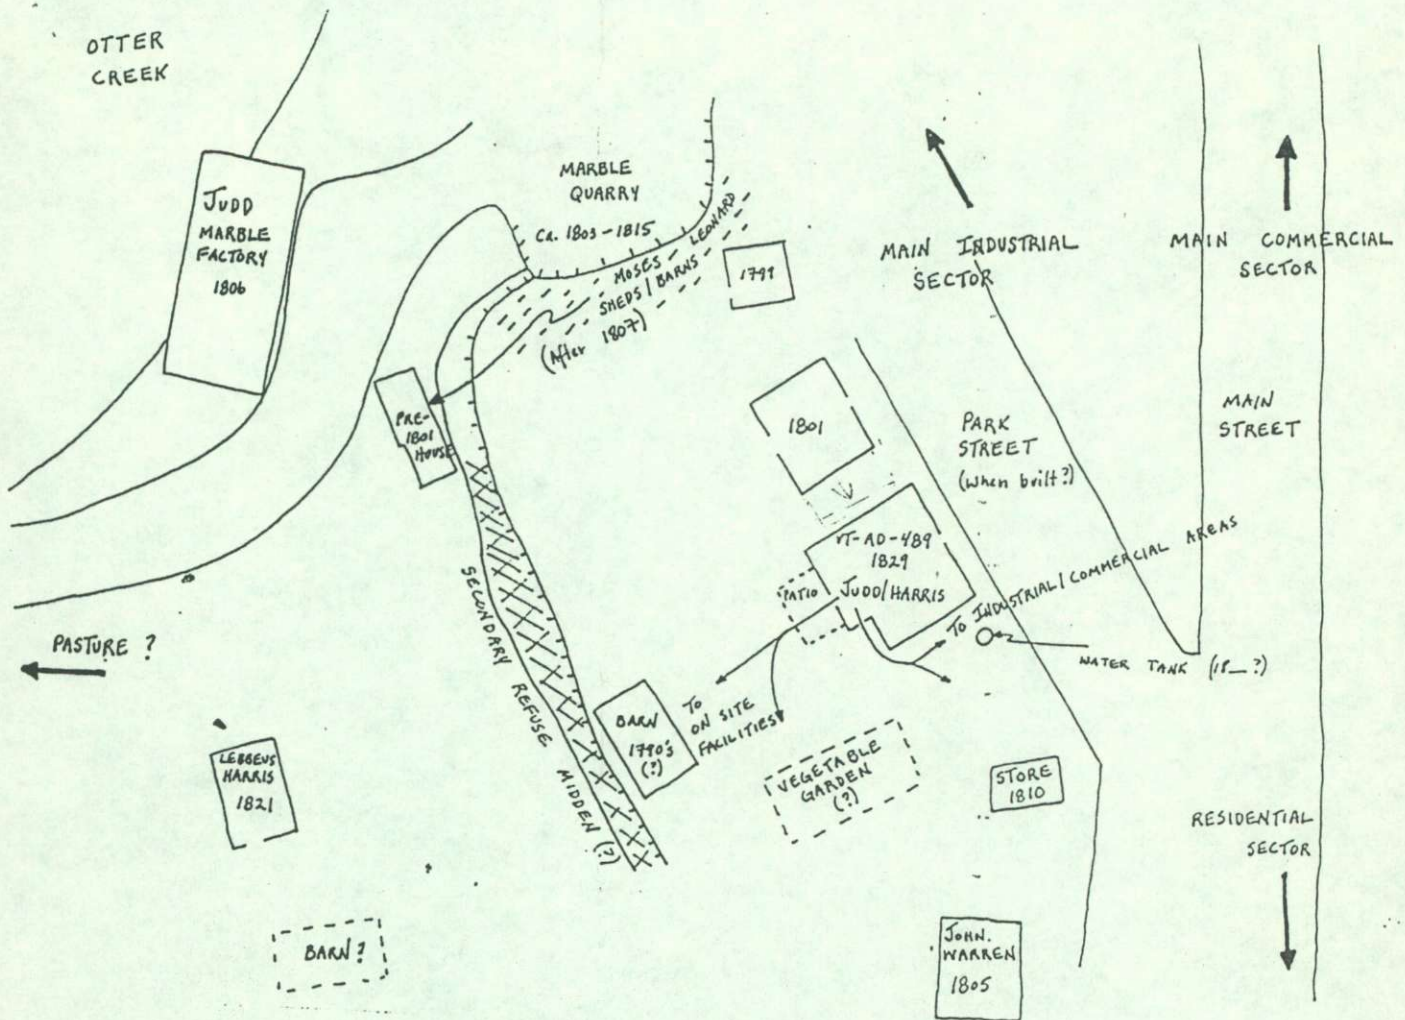 OTTER
CREEK
JUDD
MARBLE
FACTORY
1806
MARBLE
QUARRY
Ca. 1803-1815
MOSES LEONARD
SHEDS / BARNS
(After 1807)
1799
MAIN INDUSTRIAL
SECTOR
MAIN COMMERCIAL
SECTOR
PRE-
1801
HOUSE
1801
PARK
STREET
(When built?)
MAIN
STREET
VT-AD-489
1829
JUDD/HARRIS
PATIO
TO INDUSTRIAL / COMMERCIAL AREAS
WATER TANK (18__?)
PASTURE ?
SECONDARY REFUSE MIDDEN (?)
BARN
1790's
(?)
TO
ON SITE
FACILITIES
VEGETABLE
GARDEN
(?)
STORE
1810
LEBBEUS
HARRIS
1821
RESIDENTIAL
SECTOR
BARN?
JOHN.
WARREN
1805